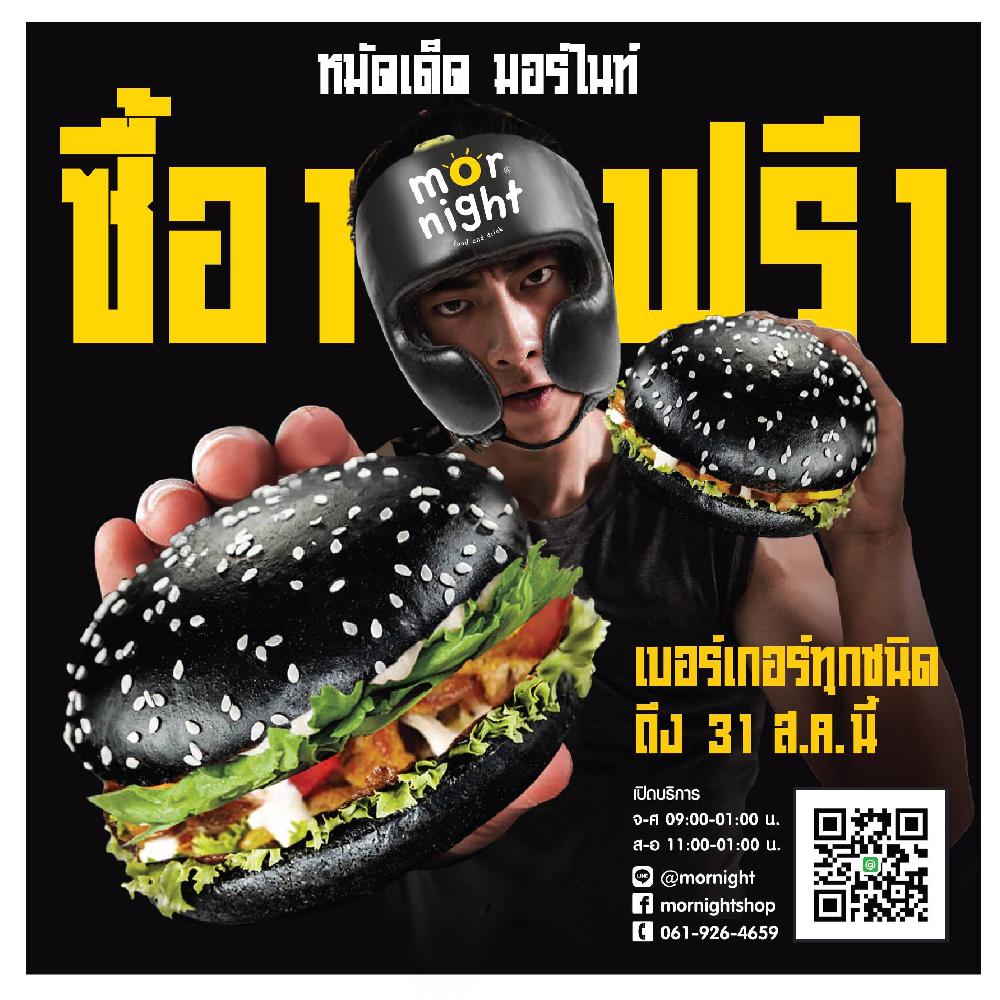 หมัดเด็ด มอร์ไนท์
ซื้อ 1 ฟรี 1
mor
night
food and drink
เบอร์เกอร์ทุกชนิด
ถึง 31 ส.ค. นี้
เปิดบริการ
จ-ศ 09:00-01:00 น.
ส-อ 11:00-01:00 น.
@mornight
mornightshop
061-926-4659